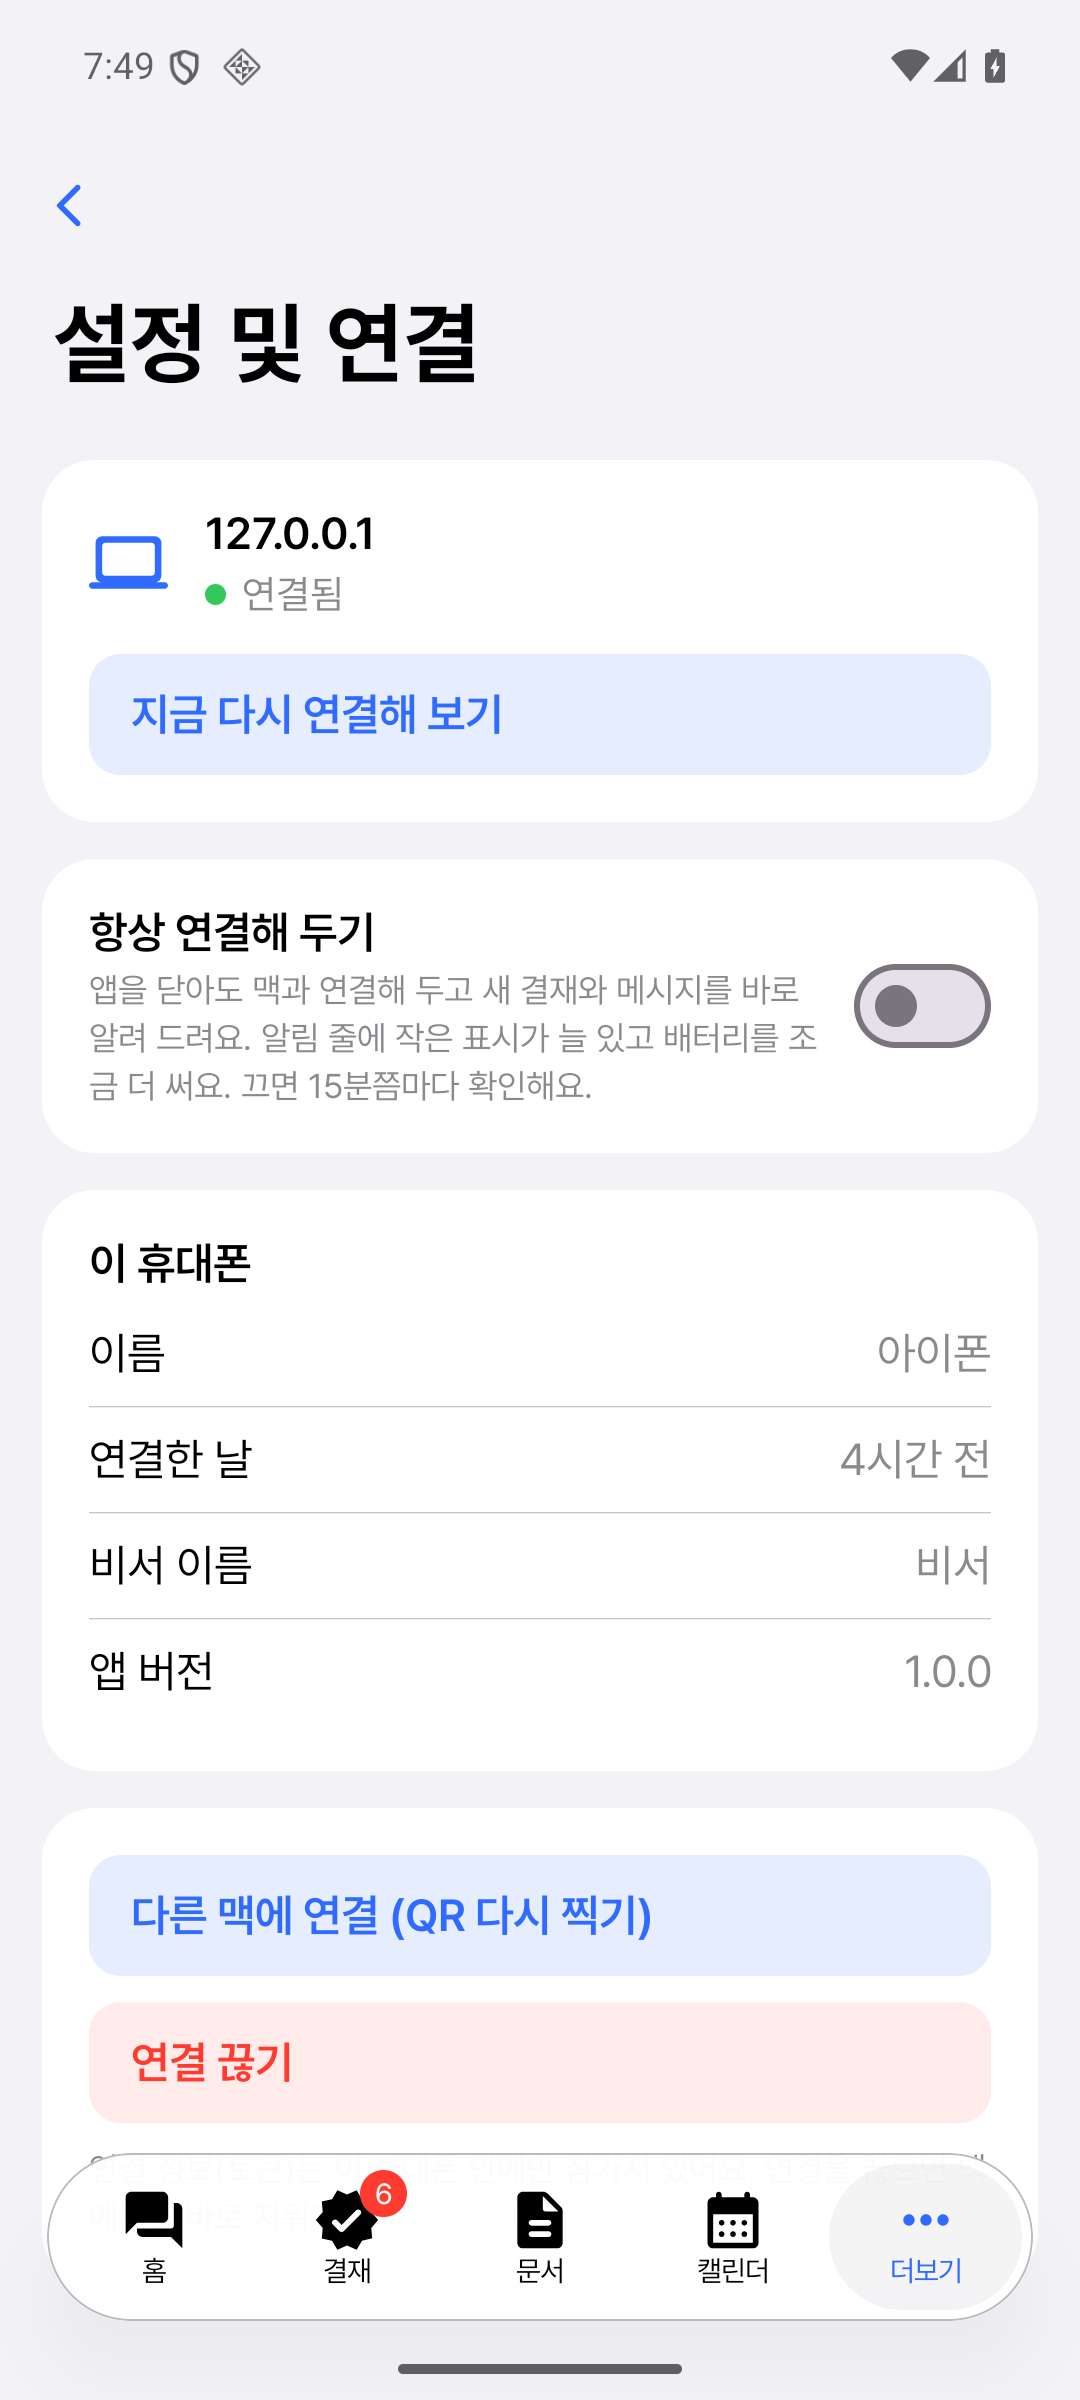 7:49
설정 및 연결
127.0.0.1
연결됨
지금 다시 연결해 보기
항상 연결해 두기
앱을 닫아도 맥과 연결해 두고 새 결재와 메시지를 바로
알려 드려요. 알림 줄에 작은 표시가 늘 있고 배터리를 조
금 더 써요. 끄면 15분쯤마다 확인해요.
이 휴대폰
이름 아이폰
연결한 날 4시간 전
비서 이름 비서
앱 버전 1.0.0
다른 맥에 연결 (QR 다시 찍기)
연결 끊기
6
홈 결재 문서 캘린더 더보기